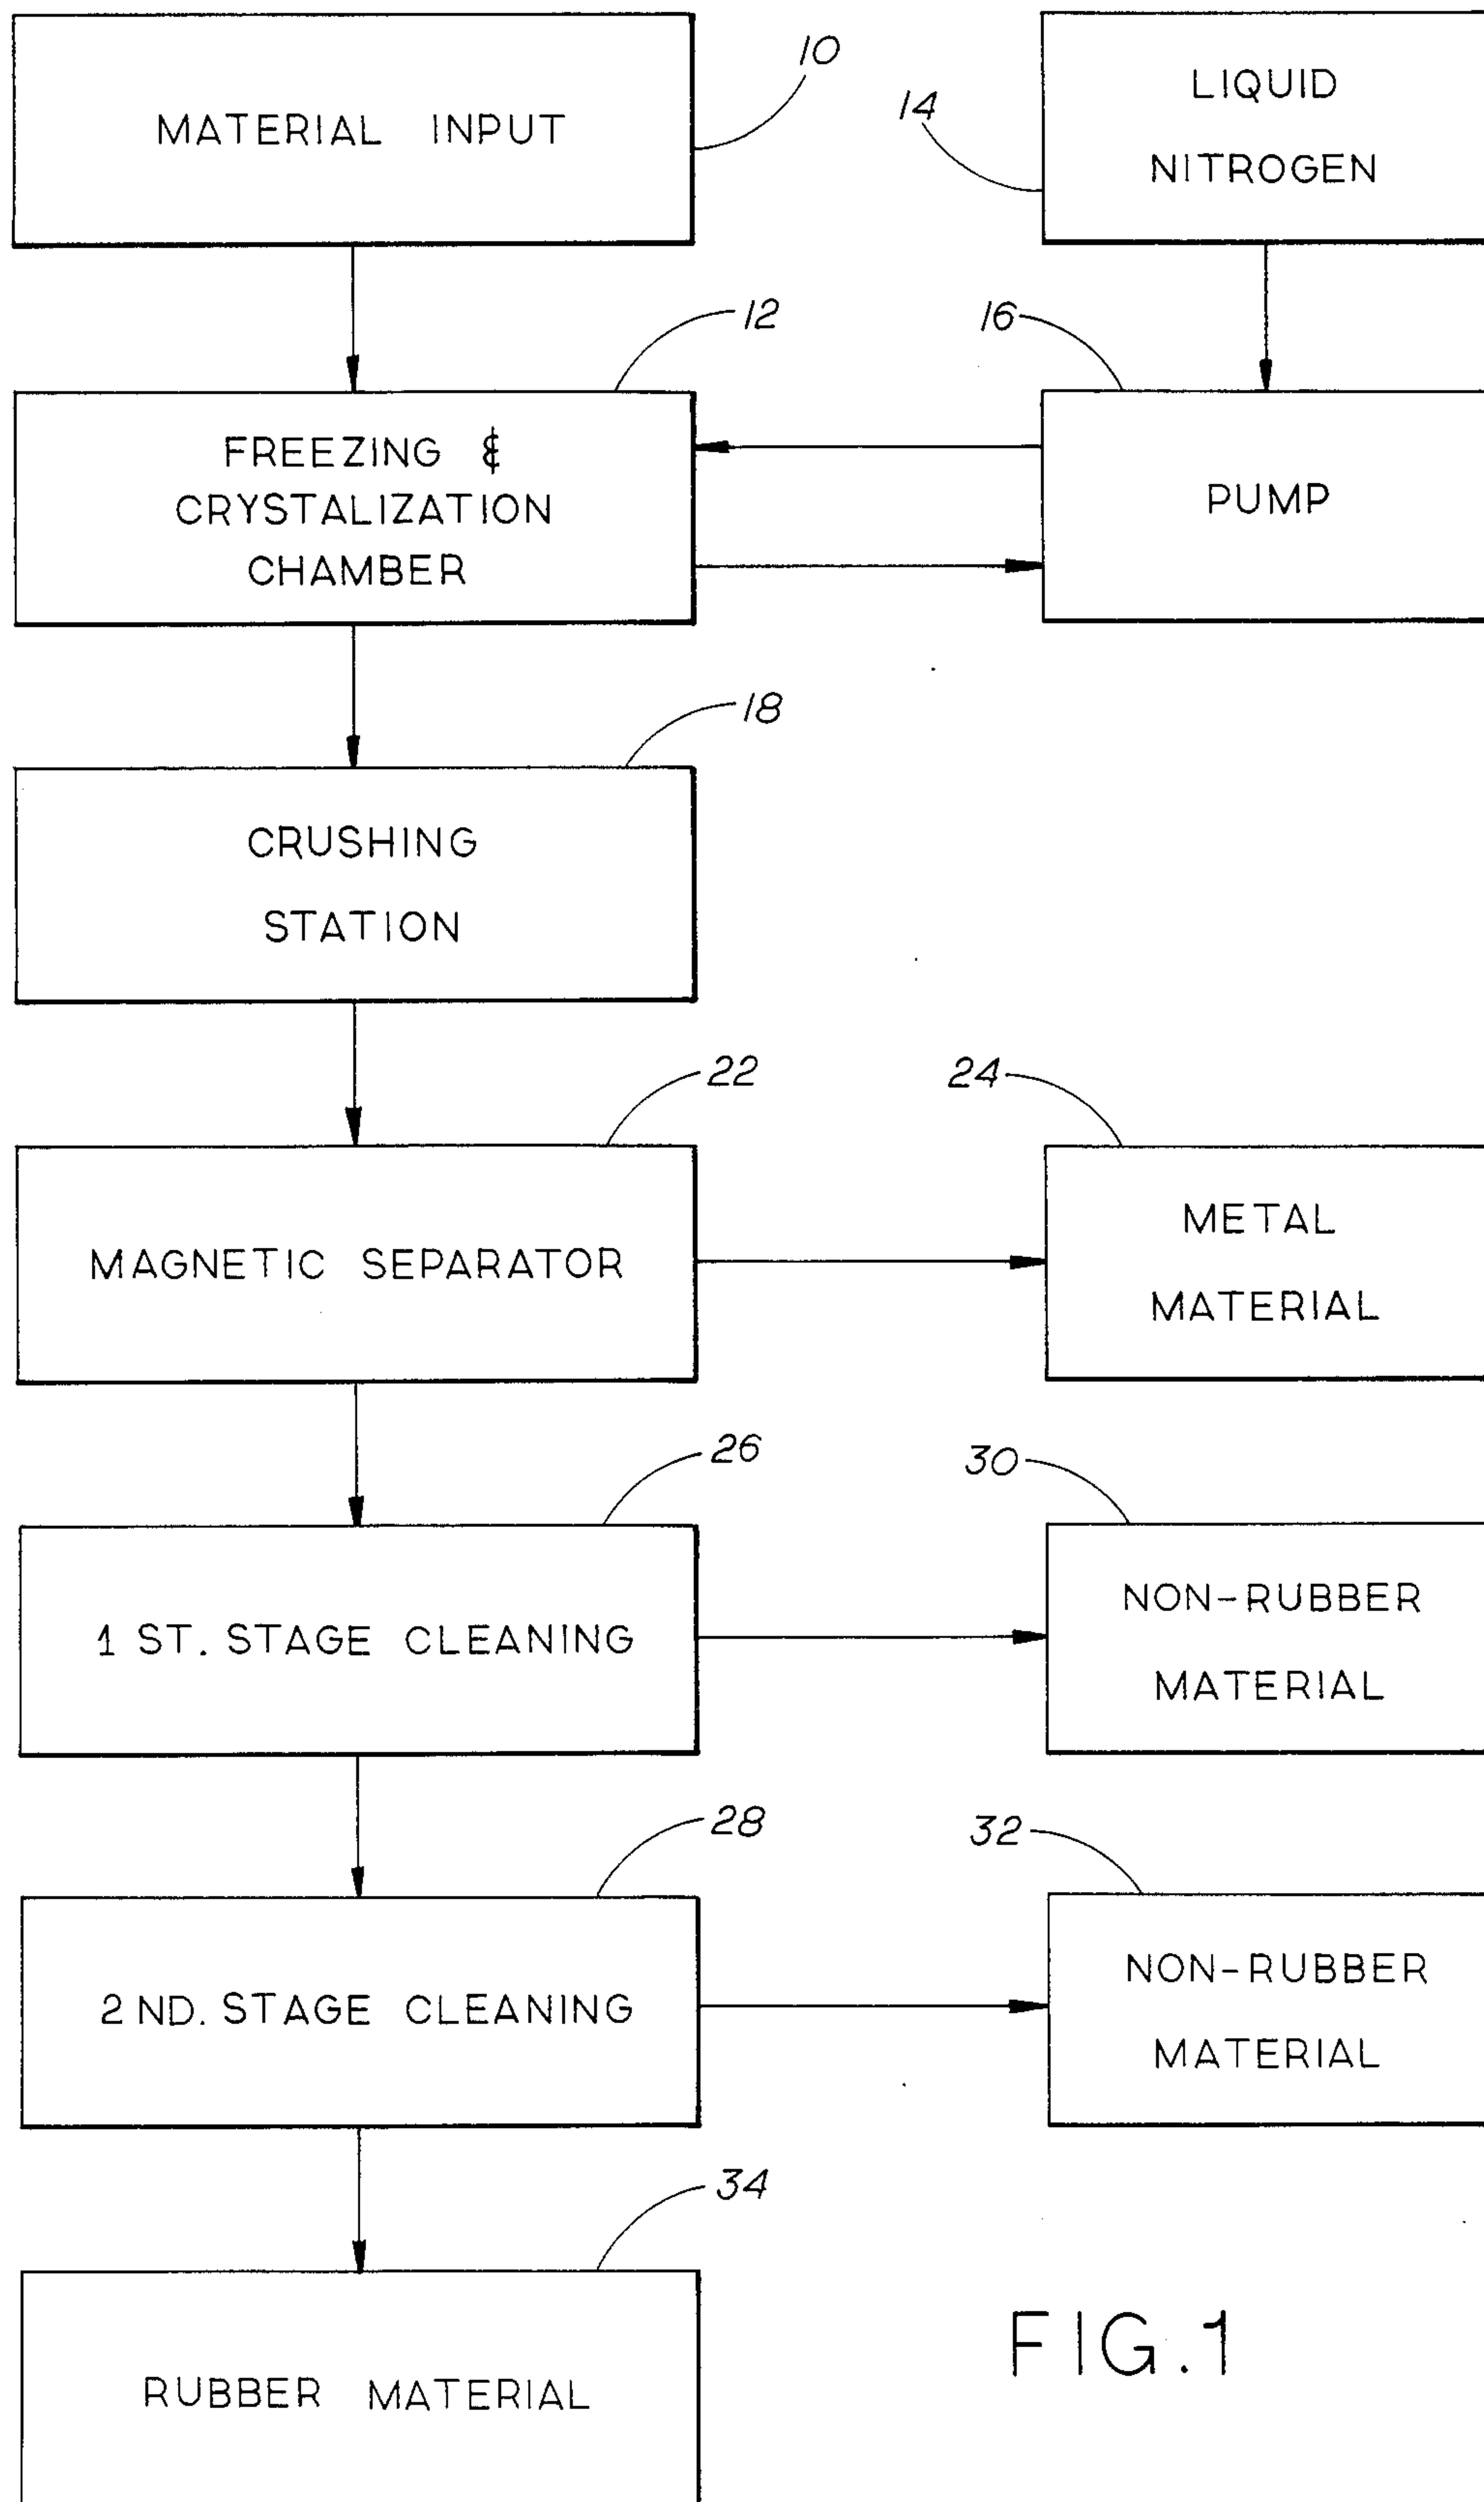 MATERIAL INPUT
10
14
LIQUID
NITROGEN
12
16
FREEZING &
CRYSTALIZATION
CHAMBER
PUMP
18
CRUSHING
STATION
22
24
MAGNETIC SEPARATOR
METAL
MATERIAL
26
30
1 ST. STAGE CLEANING
NON-RUBBER
MATERIAL
28
32
2 ND. STAGE CLEANING
NON-RUBBER
MATERIAL
34
RUBBER MATERIAL
FIG.1